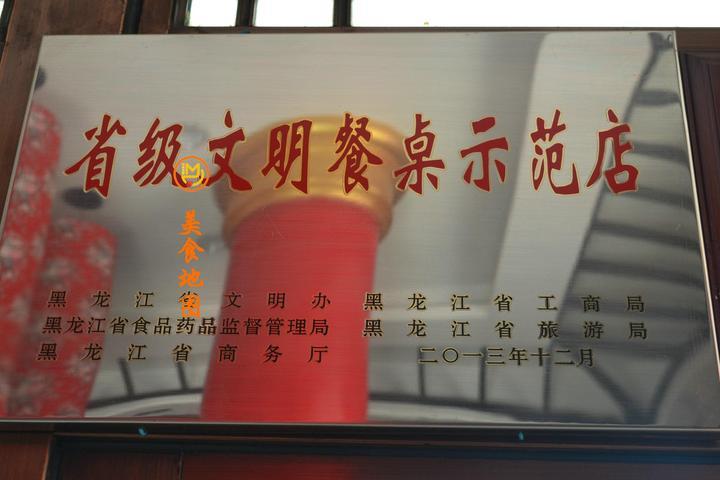 省级文明餐桌示范店
美食地图
黑龙江省文明办 黑龙江省工商局
黑龙江省食品药品监督管理局 黑龙江省旅游局
黑龙江省商务厅 二〇一三年十二月